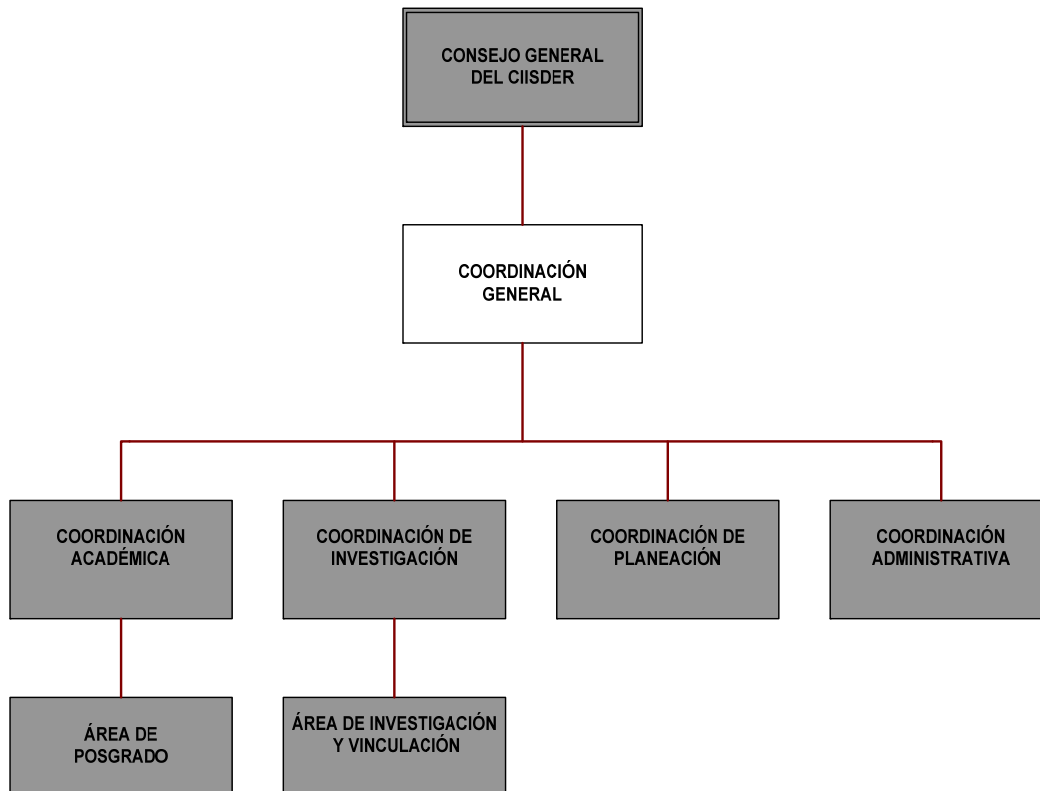 CONSEJO GENERAL
DEL CIISDER
COORDINACIÓN
GENERAL
COORDINACIÓN
ACADÉMICA
COORDINACIÓN DE
INVESTIGACIÓN
COORDINACIÓN DE
PLANEACIÓN
COORDINACIÓN
ADMINISTRATIVA
ÁREA DE
POSGRADO
ÁREA DE INVESTIGACIÓN
Y VINCULACIÓN